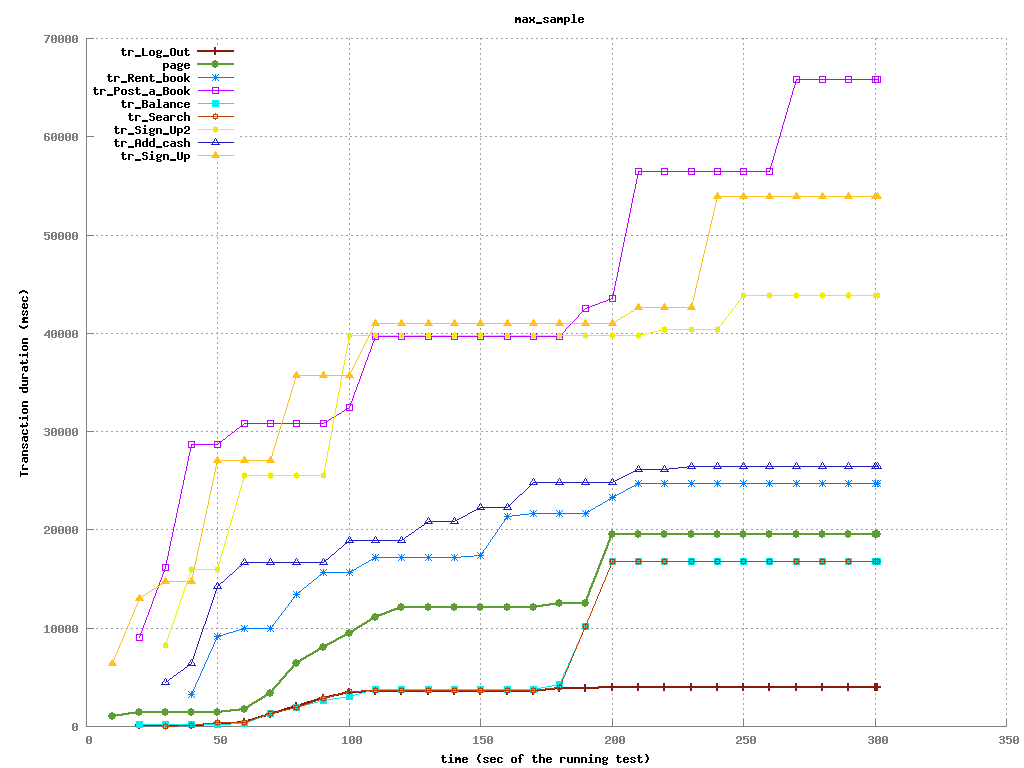 max_sample
70000
60000
50000
40000
30000
20000
10000
0
Transaction duration (msec)
tr_Log_Out
page
tr_Rent_book
tr_Post_a_Book
tr_Balance
tr_Search
tr_Sign_Up2
tr_Add_cash
tr_Sign_Up
0 50 100 150 200 250 300 350
time (sec of the running test)